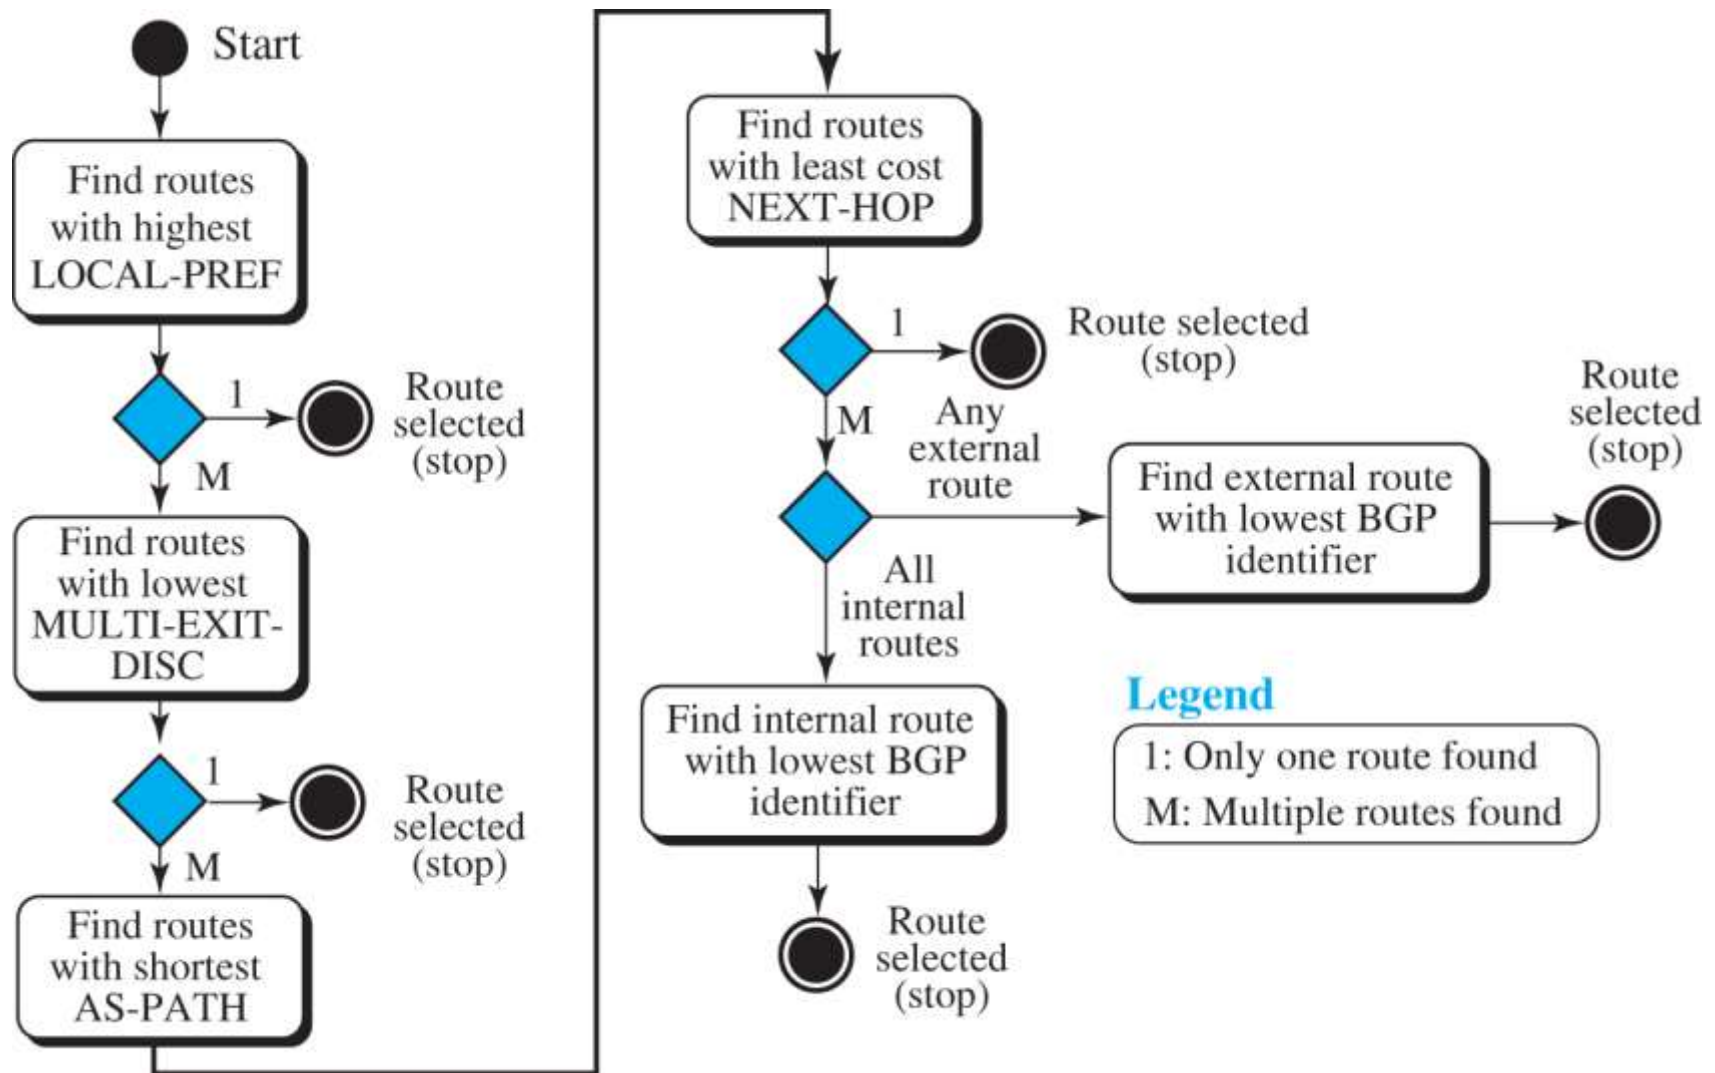 Start
Find routes
with highest
LOCAL-PREF
1
Route
selected
(stop)
M
Find routes
with lowest
MULTI-EXIT-
DISC
1
Route
selected
(stop)
M
Find routes
with shortest
AS-PATH
Find routes
with least cost
NEXT-HOP
1
Route selected
(stop)
M
Any
external
route
Find external route
with lowest BGP
identifier
Route
selected
(stop)
All
internal
routes
Find internal route
with lowest BGP
identifier
Route
selected
(stop)
Legend
1: Only one route found
M: Multiple routes found